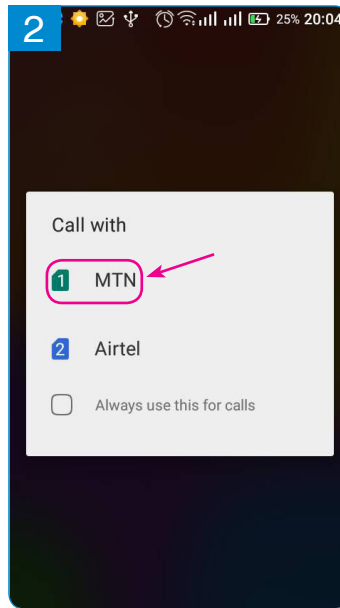 2
25% 20:04
Call with
1 MTN
2 Airtel
Always use this for calls